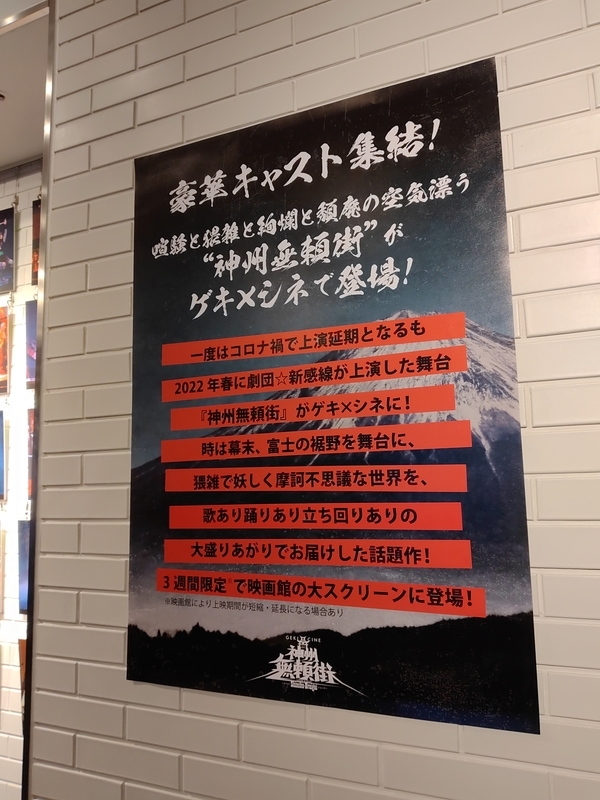 豪華キャスト集結！
喧騒と猥雑と絢爛と頽廃の空気漂う
“神州無頼街”が
ゲキ×シネで登場！
一度はコロナ禍で上演延期となるも
2022年春に劇団☆新感線が上演した舞台
『神州無頼街』がゲキ×シネに！
時は幕末、富士の裾野を舞台に、
猥雑で妖しく摩訶不思議な世界を、
歌あり踊りあり立ち回りありの
大盛りあがりでお届けした話題作！
3週間限定※で映画館の大スクリーンに登場！
※映画館により上映期間が短縮・延長になる場合あり
GEKI×CINE
神州
無頼街